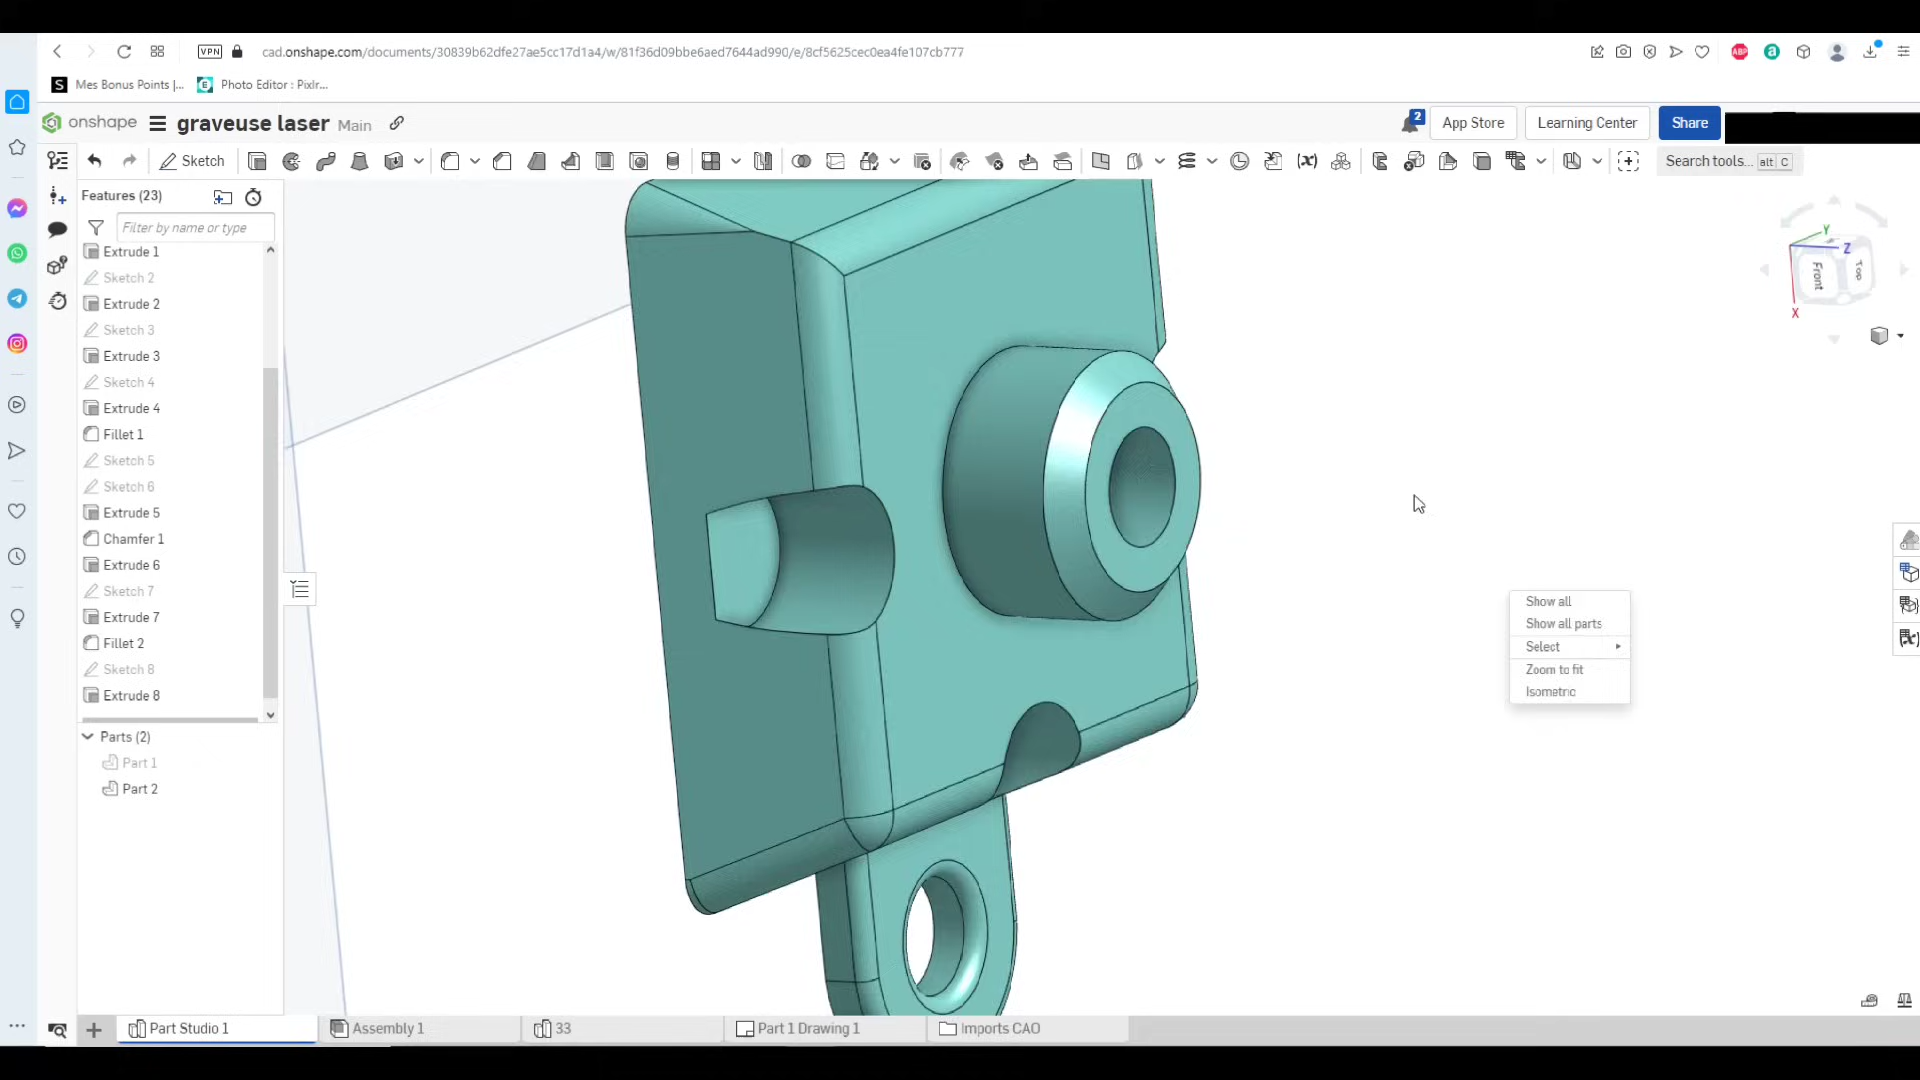 VPN
cad.onshape.com/documents/30839b62dfe27ae5cc17d1a4/w/81f36d09bbe6aed7644ad990/e/8cf5625cec0ea4fe107cb777
ABP
a
S Mes Bonus Points |...
E Photo Editor : Pixlr...
onshape graveuse laser Main
2
App Store
Learning Center
Share
Sketch
(x)
Search tools... alt C
Features (23)
Filter by name or type
Extrude 1
Sketch 2
Extrude 2
Sketch 3
Extrude 3
Sketch 4
Extrude 4
Fillet 1
Sketch 5
Sketch 6
Extrude 5
Chamfer 1
Extrude 6
Sketch 7
Extrude 7
Fillet 2
Sketch 8
Extrude 8
Parts (2)
Part 1
Part 2
Y
Z
Front
Top
X
Show all
Show all parts
Select
Zoom to fit
Isometric
Part Studio 1
Assembly 1
33
Part 1 Drawing 1
Imports CAO